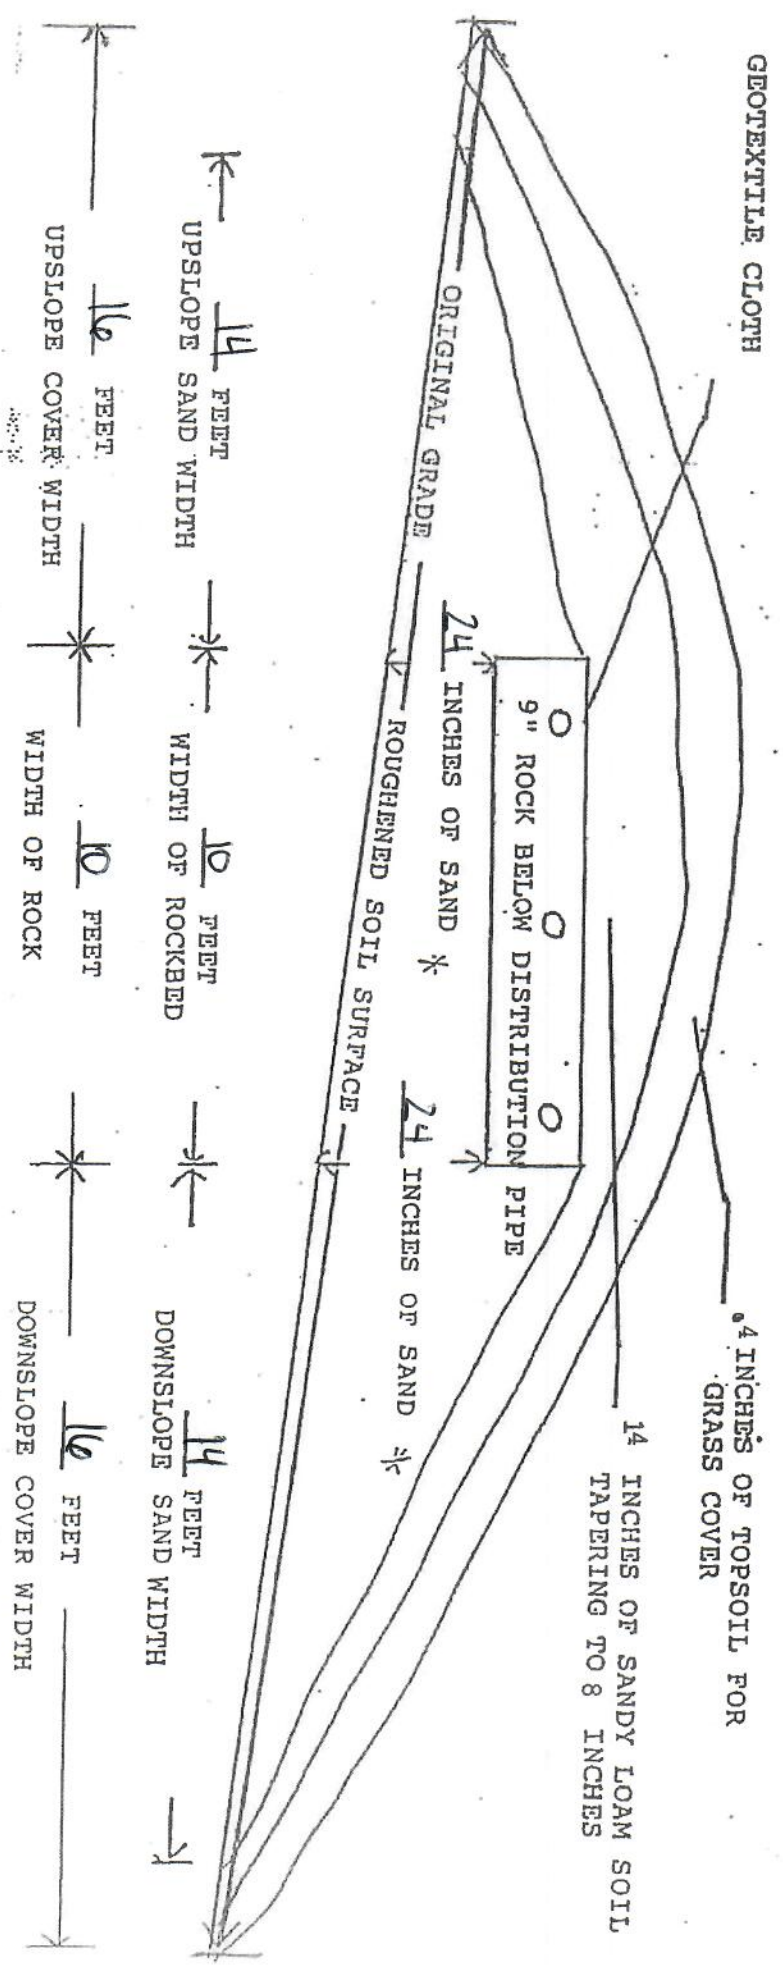 GEOTEXTILE CLOTH
4 INCHES OF TOPSOIL FOR
GRASS COVER
14 INCHES OF SANDY LOAM SOIL
TAPERING TO 8 INCHES
9" ROCK BELOW DISTRIBUTION PIPE
24 INCHES OF SAND *
24 INCHES OF SAND *
ORIGINAL GRADE
ROUGHENED SOIL SURFACE
14 FEET
UPSLOPE SAND WIDTH
10 FEET
WIDTH OF ROCKBED
14 FEET
DOWNSLOPE SAND WIDTH
16 FEET
UPSLOPE COVER WIDTH
10 FEET
WIDTH OF ROCK
16 FEET
DOWNSLOPE COVER WIDTH